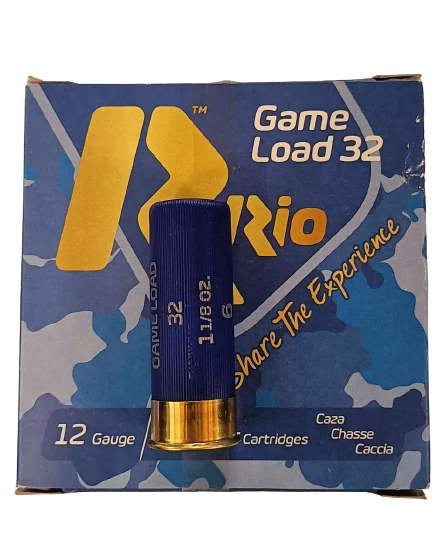 ™
Game
Load 32
Rio
Share The Experience
GAME LOAD
32
1 1/8 OZ.
6
12 Gauge
Cartridges
Caza
Chasse
Caccia